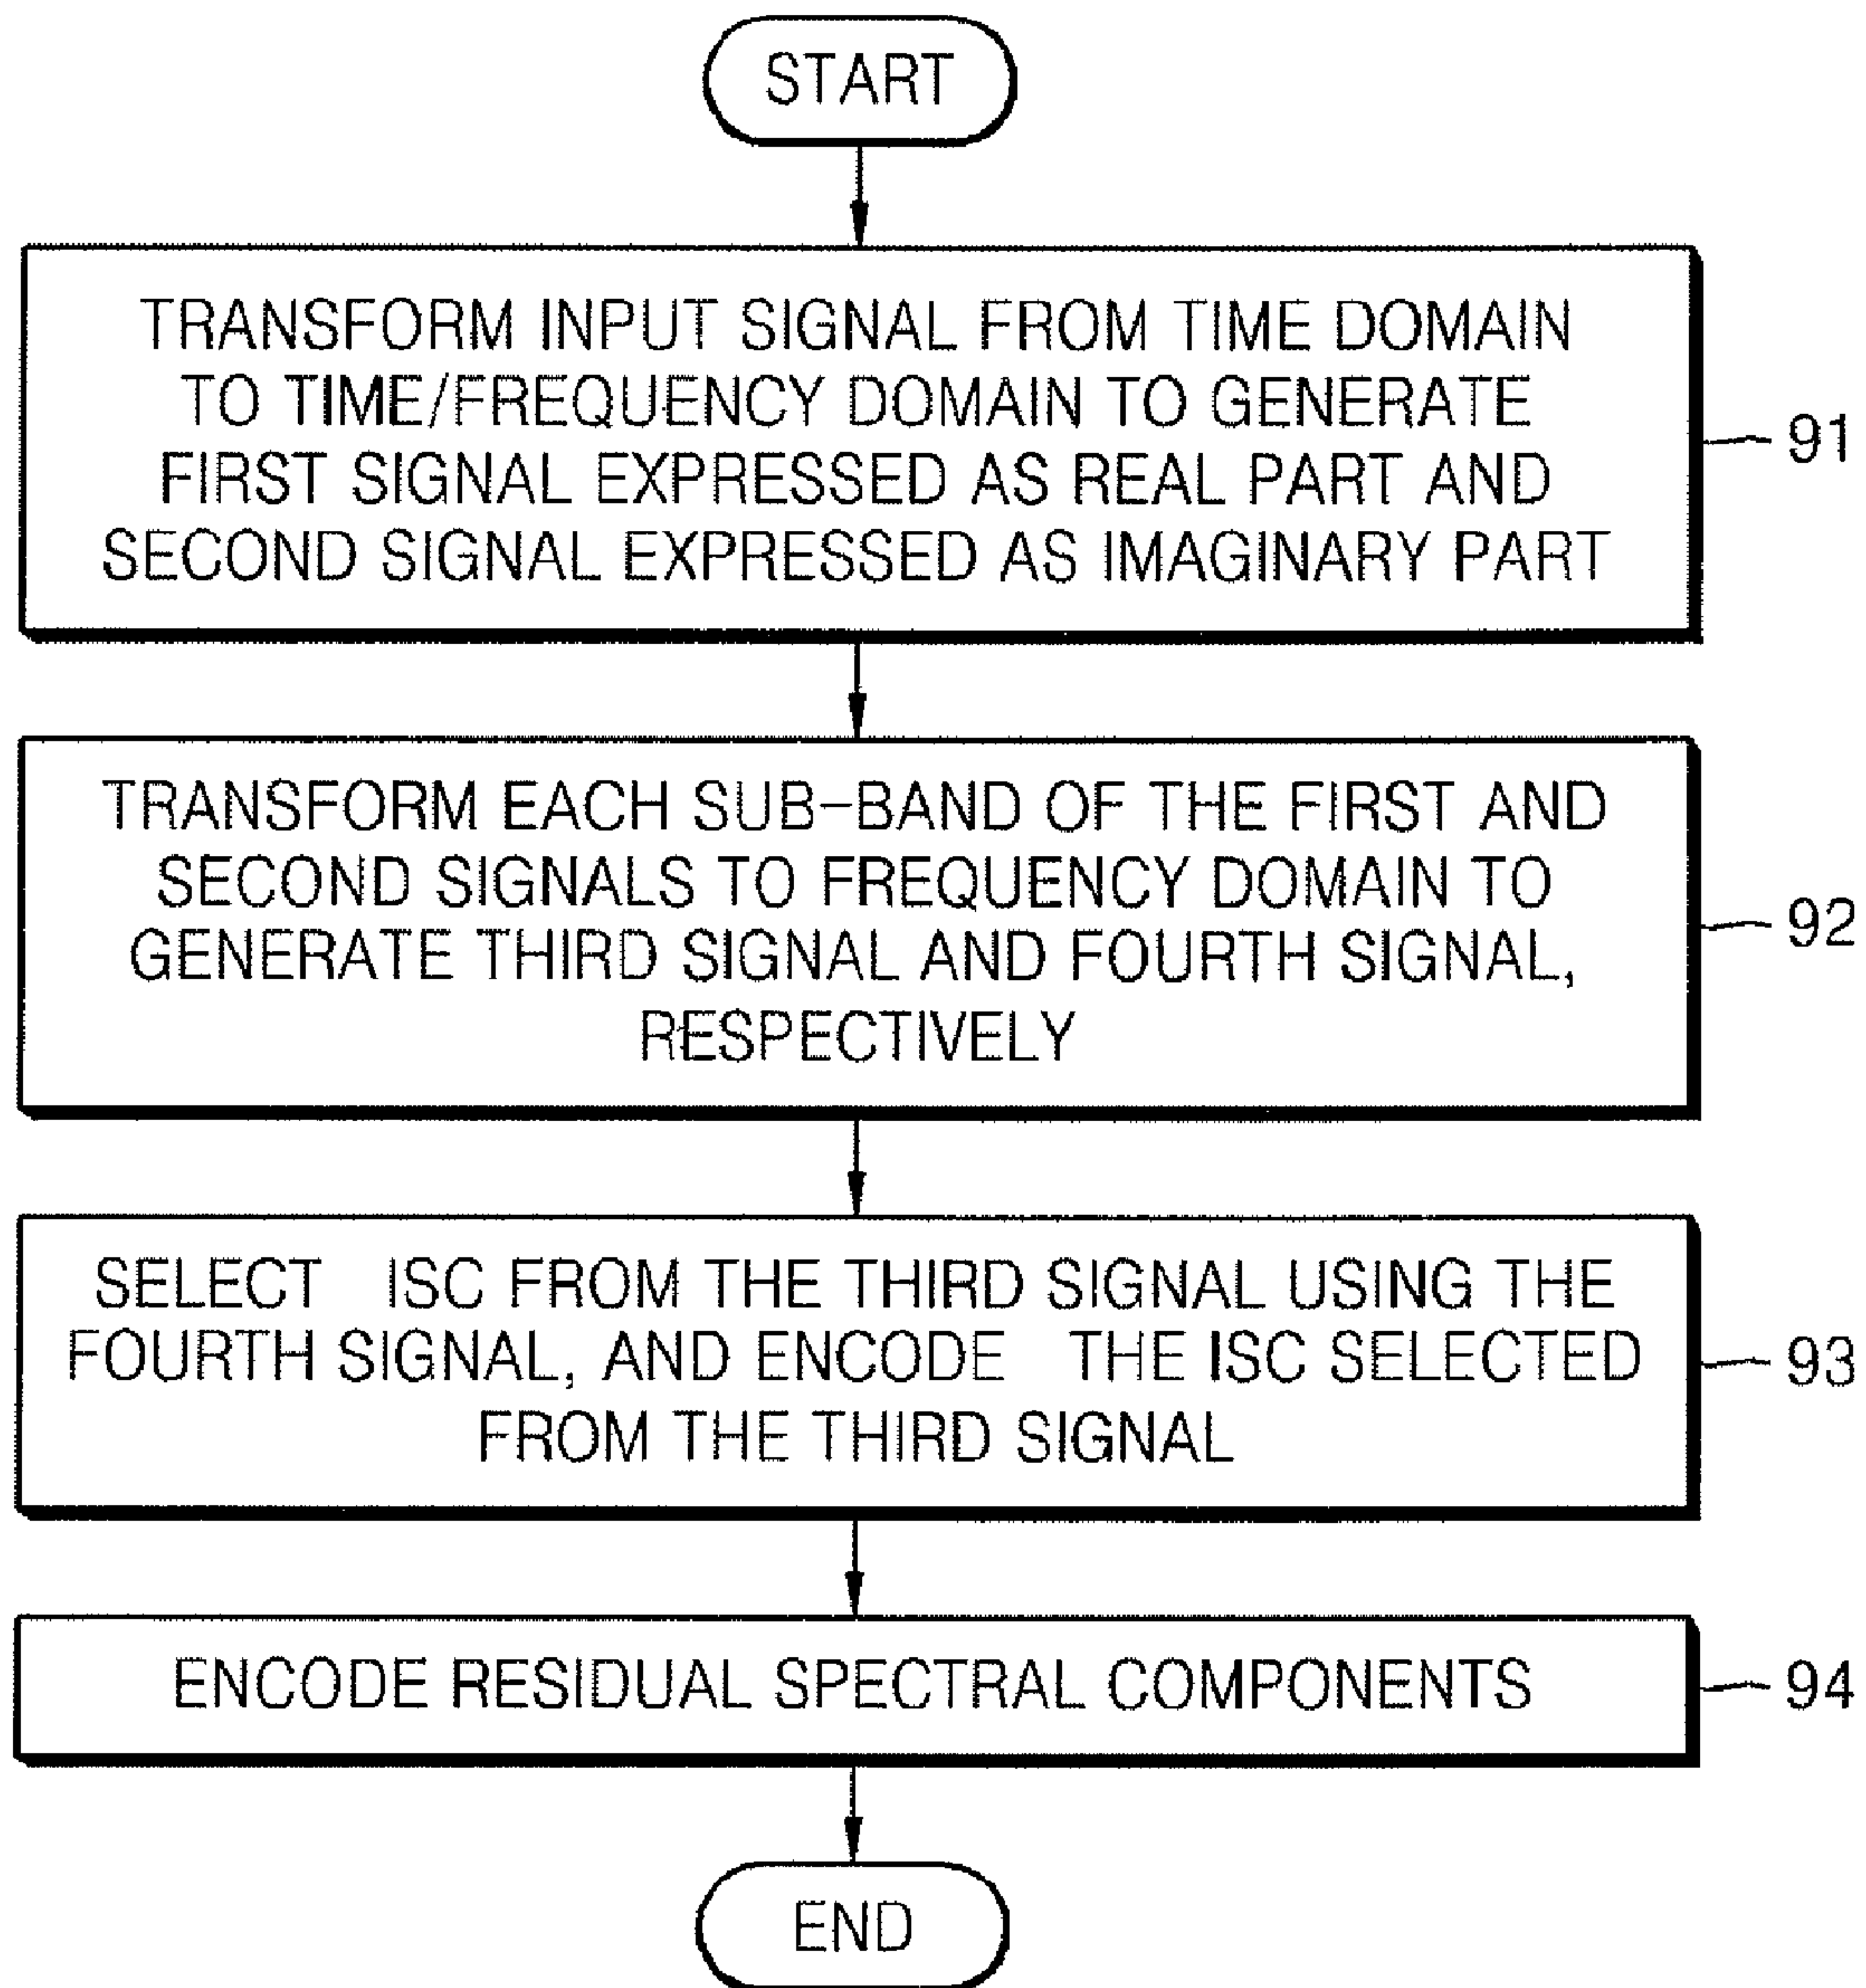 START
TRANSFORM INPUT SIGNAL FROM TIME DOMAIN
TO TIME/FREQUENCY DOMAIN TO GENERATE
FIRST SIGNAL EXPRESSED AS REAL PART AND
SECOND SIGNAL EXPRESSED AS IMAGINARY PART
91
TRANSFORM EACH SUB-BAND OF THE FIRST AND
SECOND SIGNALS TO FREQUENCY DOMAIN TO
GENERATE THIRD SIGNAL AND FOURTH SIGNAL,
RESPECTIVELY
92
SELECT ISC FROM THE THIRD SIGNAL USING THE
FOURTH SIGNAL, AND ENCODE THE ISC SELECTED
FROM THE THIRD SIGNAL
93
ENCODE RESIDUAL SPECTRAL COMPONENTS
94
END